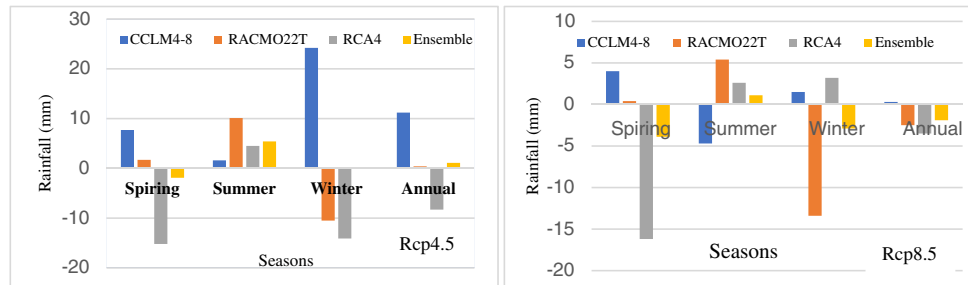 CCLM4-8 RACMO22T RCA4 Ensemble
30
20
10
0
-10
-20
Rainfall (mm)
Spiring Summer Winter Annual
Rcp4.5
Seasons
CCLM4-8 RACMO22T RCA4 Ensemble
10
5
0
-5
-10
-15
-20
Rainfall (mm)
Spiring Summer Winter Annual
Seasons Rcp8.5